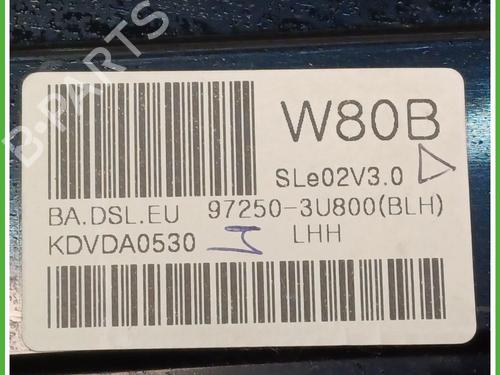 B-PARTS
W80B
SLe02V3.0
BA.DSL.EU 97250-3U800(BLH)
KDVDA0530 LHH